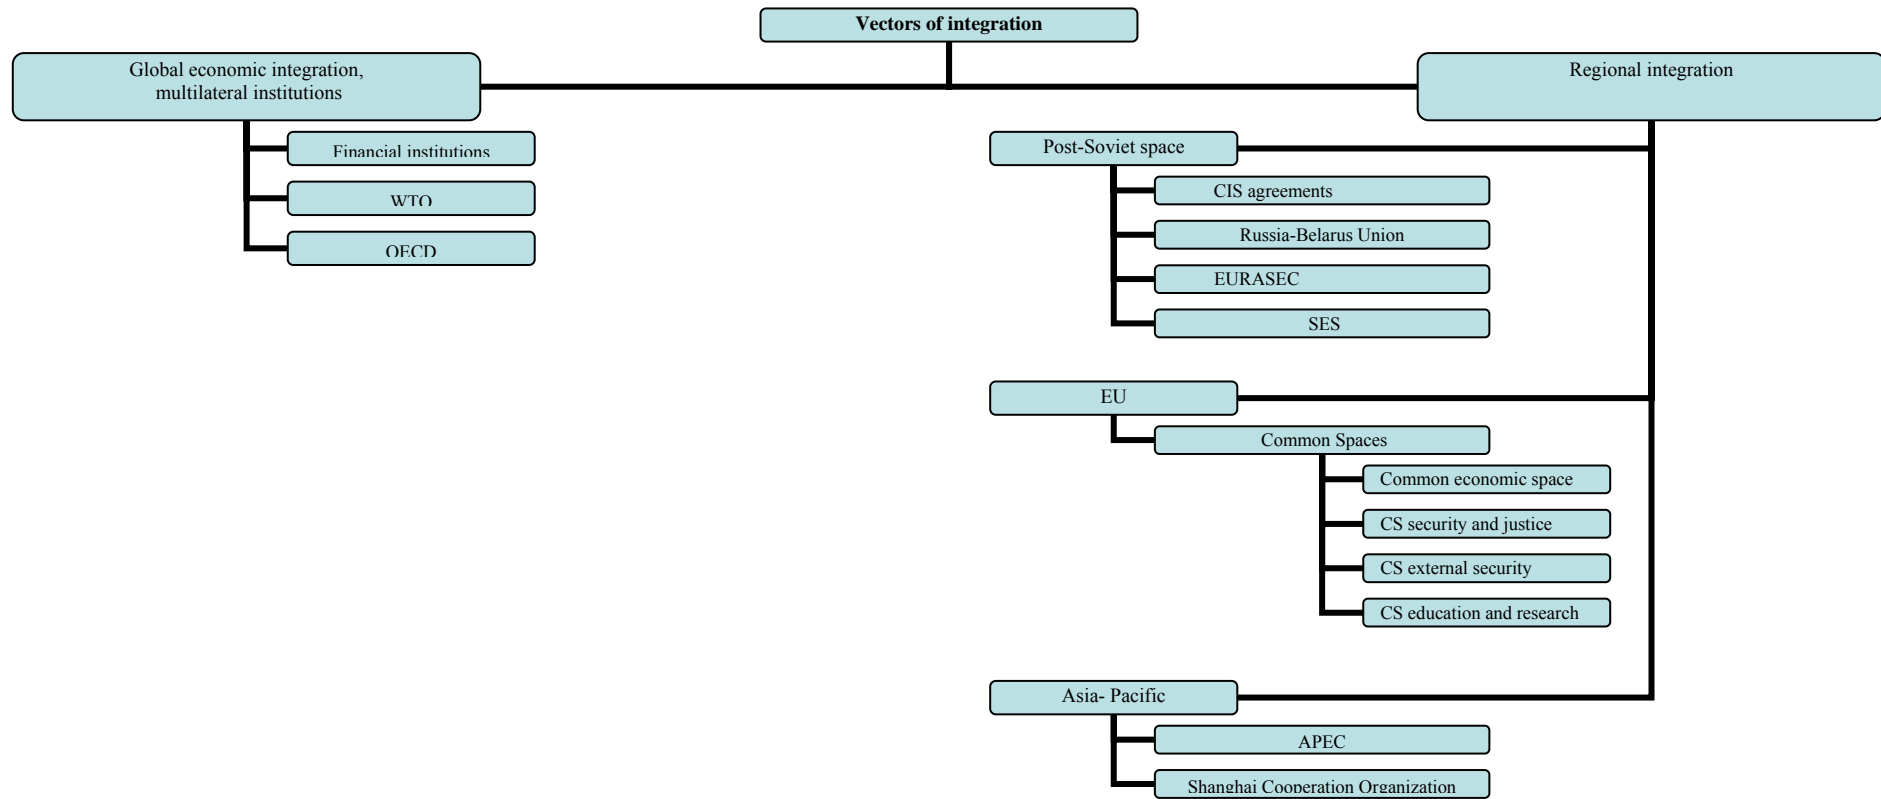 Vectors of integration
Global economic integration,
multilateral institutions
Financial institutions
WTO
OECD
Regional integration
Post-Soviet space
CIS agreements
Russia-Belarus Union
EURASEC
SES
EU
Common Spaces
Common economic space
CS security and justice
CS external security
CS education and research
Asia- Pacific
APEC
Shanghai Cooperation Organization